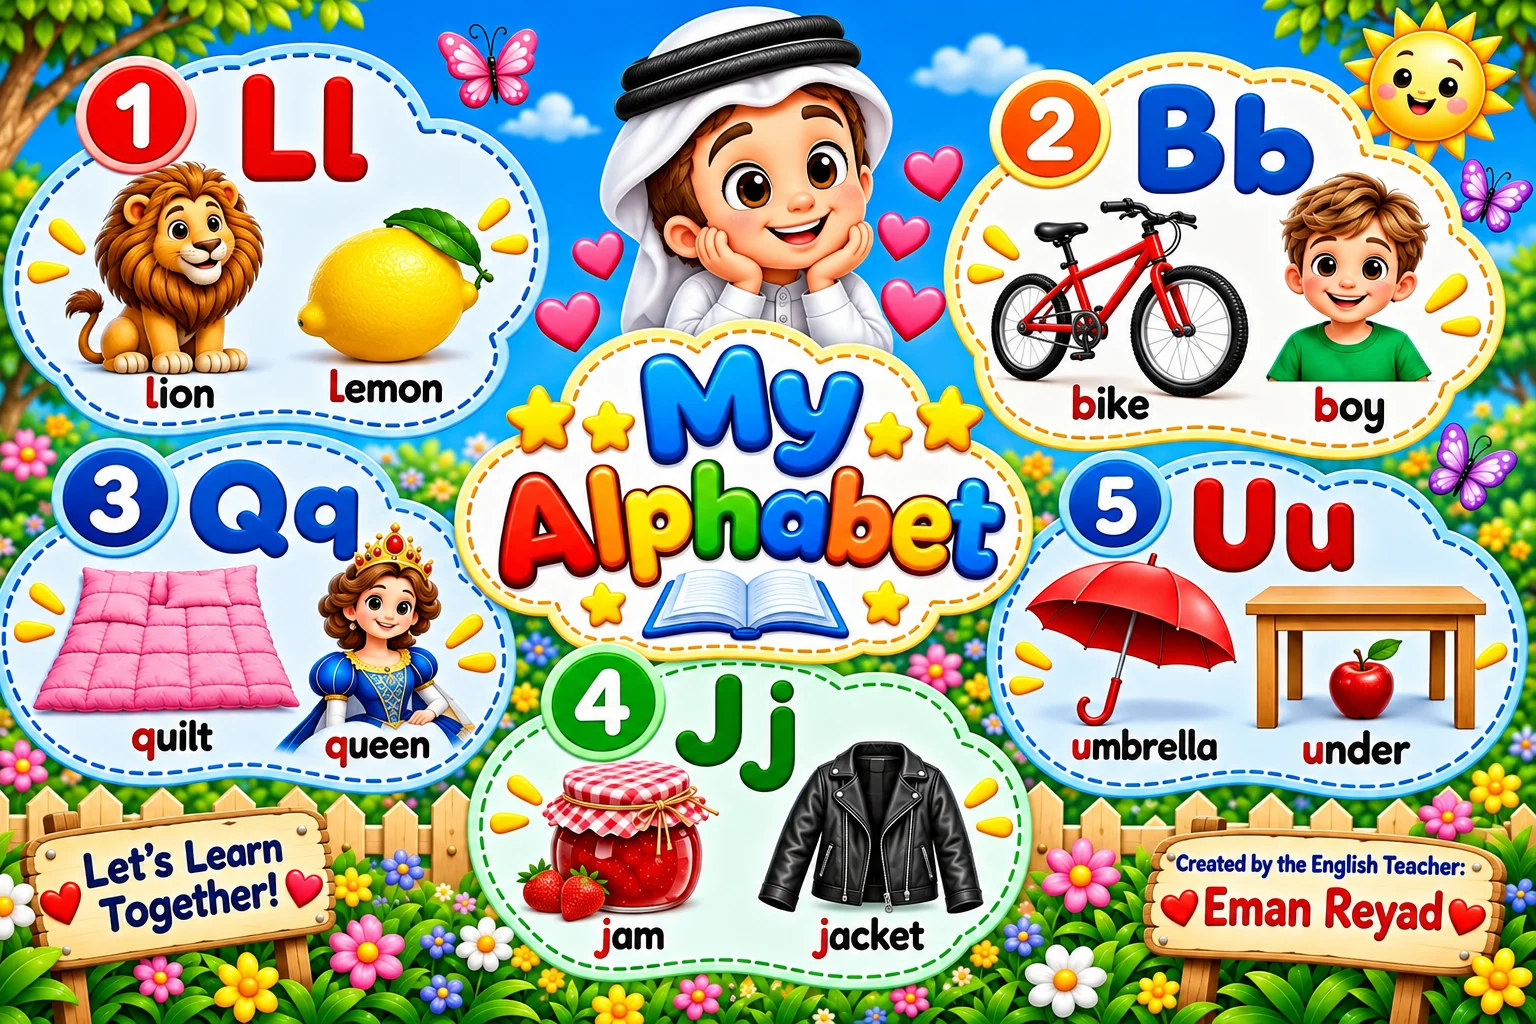 1
Ll
lion
Lemon
2
Bb
bike
boy
My
Alphabet
3
Qq
quilt
queen
4
Jj
jam
jacket
5
Uu
umbrella
under
Let's Learn
Together!
Created by the English Teacher:
Eman Reyad